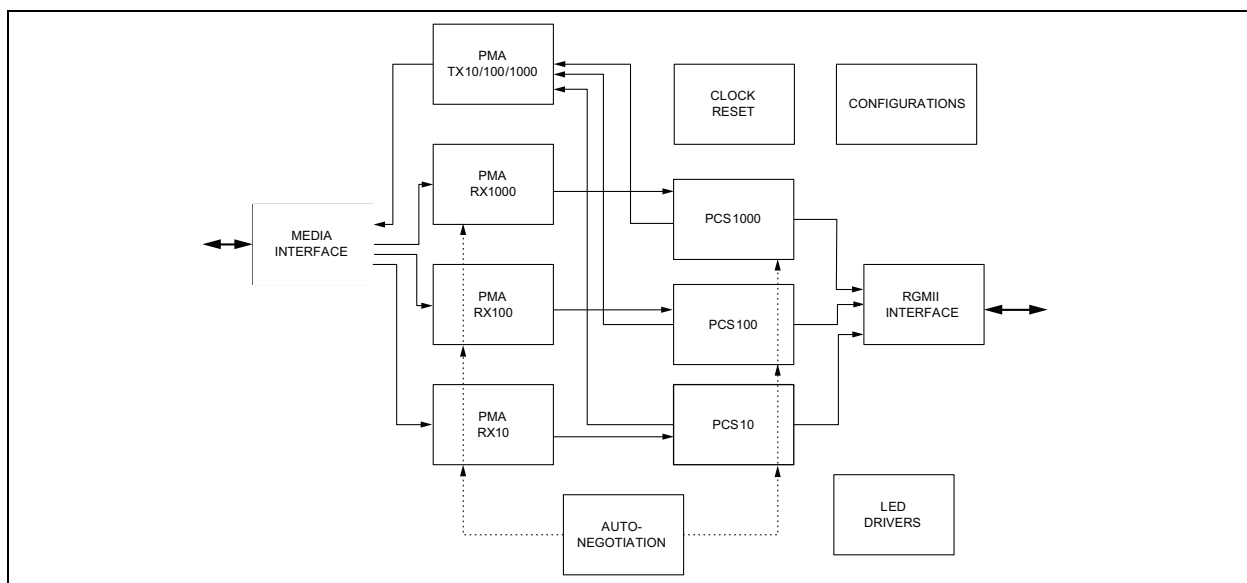 PMA
TX10/100/1000
CLOCK
RESET
CONFIGURATIONS
PMA
RX1000
PCS1000
MEDIA
INTERFACE
PMA
RX100
PCS100
RGMII
INTERFACE
PMA
RX10
PCS10
LED
DRIVERS
AUTO-
NEGOTIATION